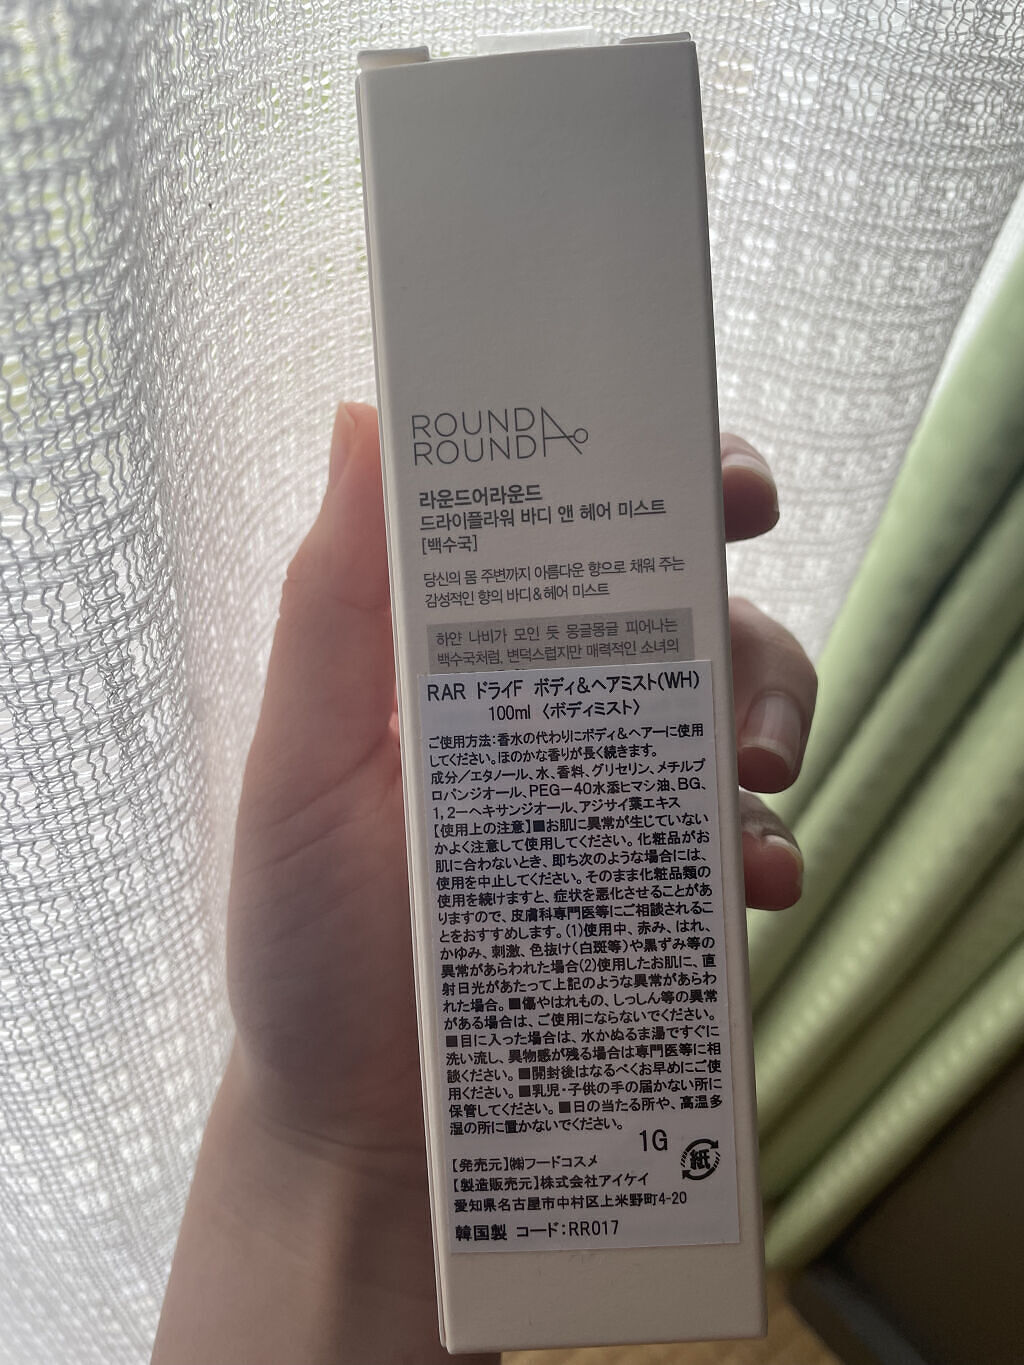 ROUND A
ROUND
라운드어라운드
드라이플라워 바디 앤 헤어 미스트
[백수국]
당신의 몸 주변까지 아름다운 향으로 채워 주는
감성적인 향의 바디&헤어 미스트
하얀 나비가 모인 듯 몽글몽글 피어나는
백수국처럼, 변덕스럽지만 매력적인 소녀의
RAR ドライF ボディ&ヘアミスト(WH)
100ml 〈ボディミスト〉
ご使用方法:香水の代わりにボディ&ヘアーに使用
してください。ほのかな香りが長く続きます。
成分/エタノール、水、香料、グリセリン、メチルプ
ロパンジオール、PEG-40水添ヒマシ油、BG、
1,2-ヘキサンジオール、アジサイ葉エキス
【使用上の注意】■お肌に異常が生じていない
かよく注意して使用してください。化粧品がお
肌に合わないとき、即ち次のような場合には、
使用を中止してください。そのまま化粧品類の
使用を続けますと、症状を悪化させることがあ
りますので、皮膚科専門医等にご相談されるこ
とをおすすめします。(1)使用中、赤み、はれ、
かゆみ、刺激、色抜け(白斑等)や黒ずみ等の
異常があらわれた場合(2)使用したお肌に、直
射日光があたって上記のような異常があらわ
れた場合。■傷やはれもの、しっしん等の異常
がある場合は、ご使用にならないでください。
■目に入った場合は、水かぬるま湯ですぐに
洗い流し、異物感が残る場合は専門医等に相
談ください。■開封後はなるべくお早めにご使
用ください。■乳児・子供の手の届かない所に
保管してください。■日の当たる所や、高温多
湿の所に置かないでください。
1G
紙
【発売元】㈱フードコスメ
【製造販売元】株式会社アイケイ
愛知県名古屋市中村区上米野町4-20
韓国製 コード:RR017